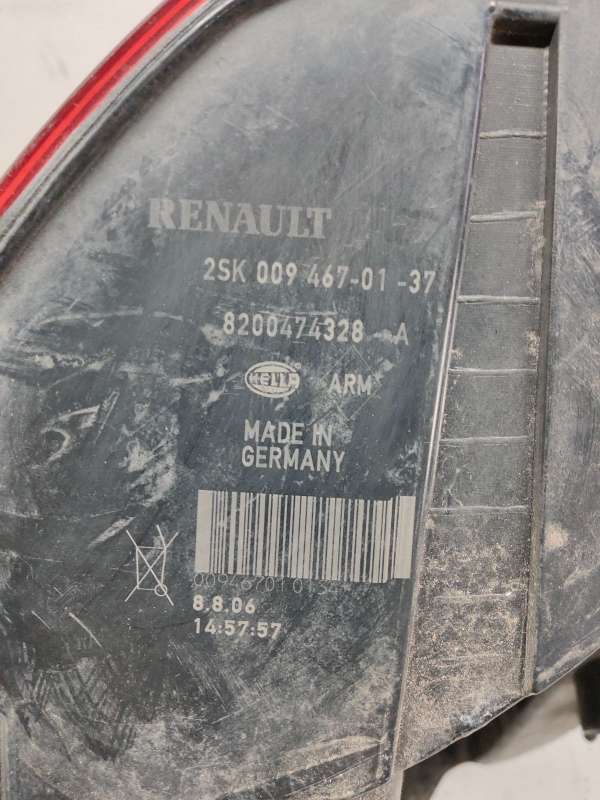 RENAULT
2SK 009 467-01 -37
8200474328 A
HELLA ARM
MADE IN
GERMANY
8.8.06
14:57:57